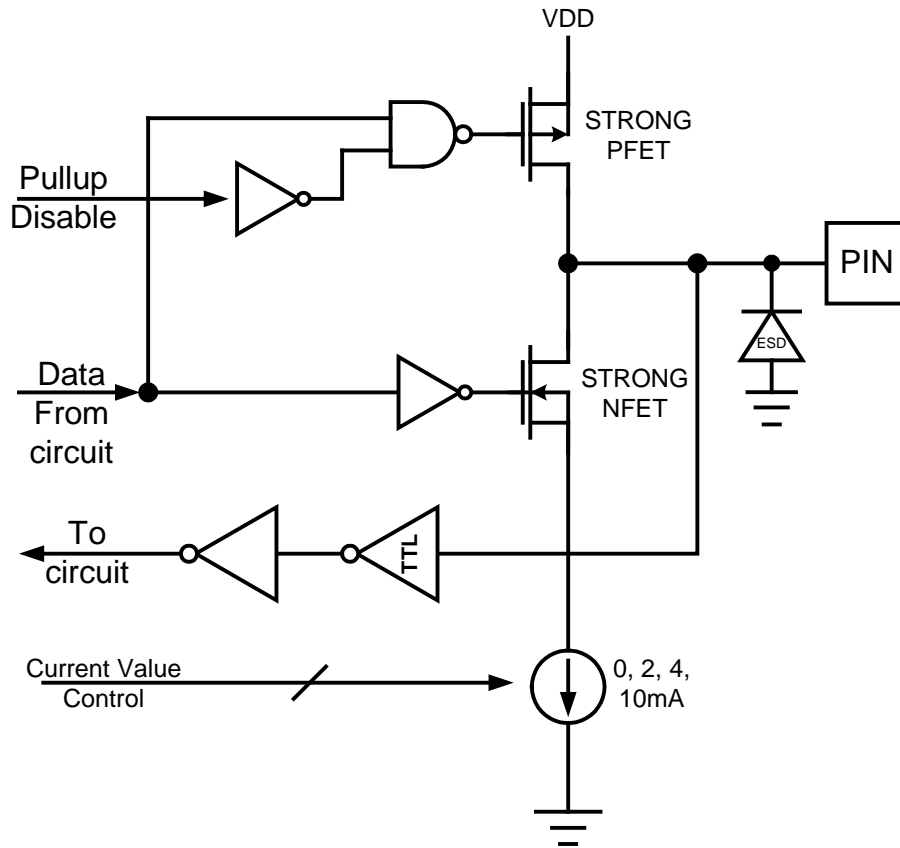 VDD
STRONG
PFET
Pullup
Disable
PIN
ESD
Data
From
circuit
STRONG
NFET
To
circuit
TTL
Current Value
Control
0, 2, 4,
10mA